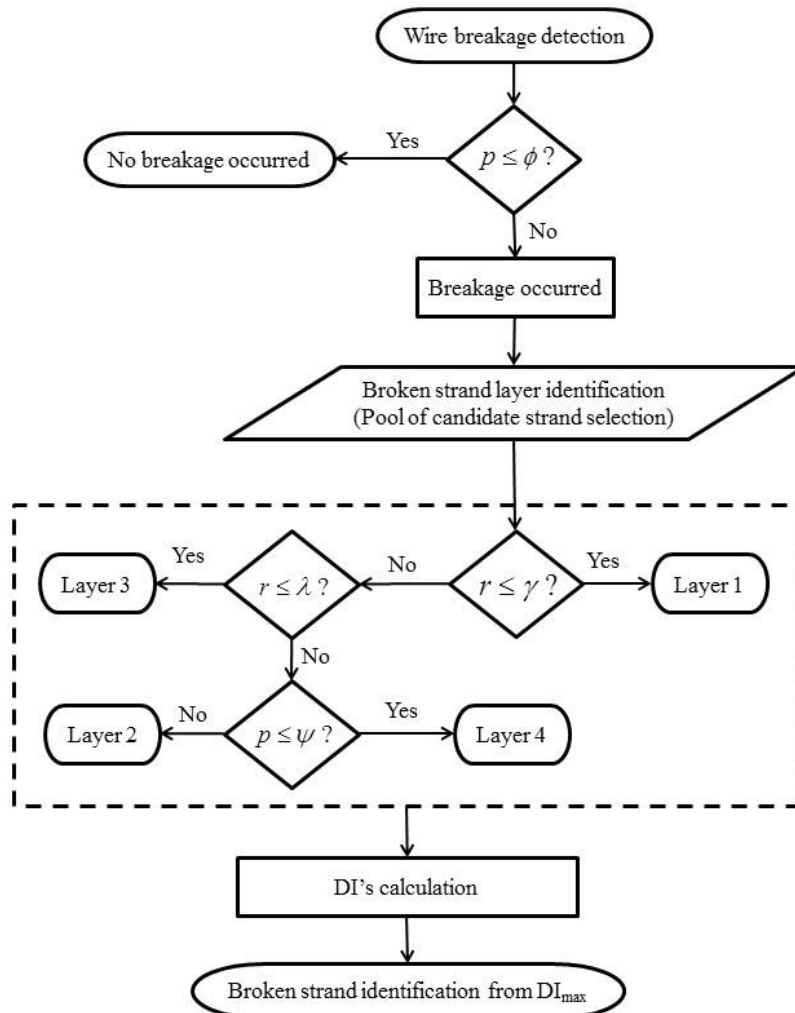 Wire breakage detection
Yes
No breakage occurred
p ≤ ϕ ?
No
Breakage occurred
Broken strand layer identification
(Pool of candidate strand selection)
Yes
No
Yes
Layer 3
r ≤ λ ?
r ≤ γ ?
Layer 1
No
No
Yes
Layer 2
p ≤ ψ ?
Layer 4
DI's calculation
Broken strand identification from DImax